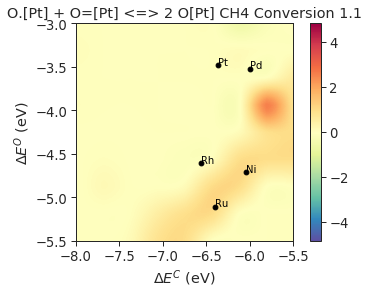 O.[Pt] + O=[Pt] <=> 2 O[Pt] CH4 Conversion 1.1
−3.0
−3.5
−4.0
−4.5
−5.0
−5.5
ΔE^O (eV)
Pt
Pd
Rh
Ni
Ru
−8.0 −7.5 −7.0 −6.5 −6.0 −5.5
ΔE^C (eV)
4
2
0
−2
−4